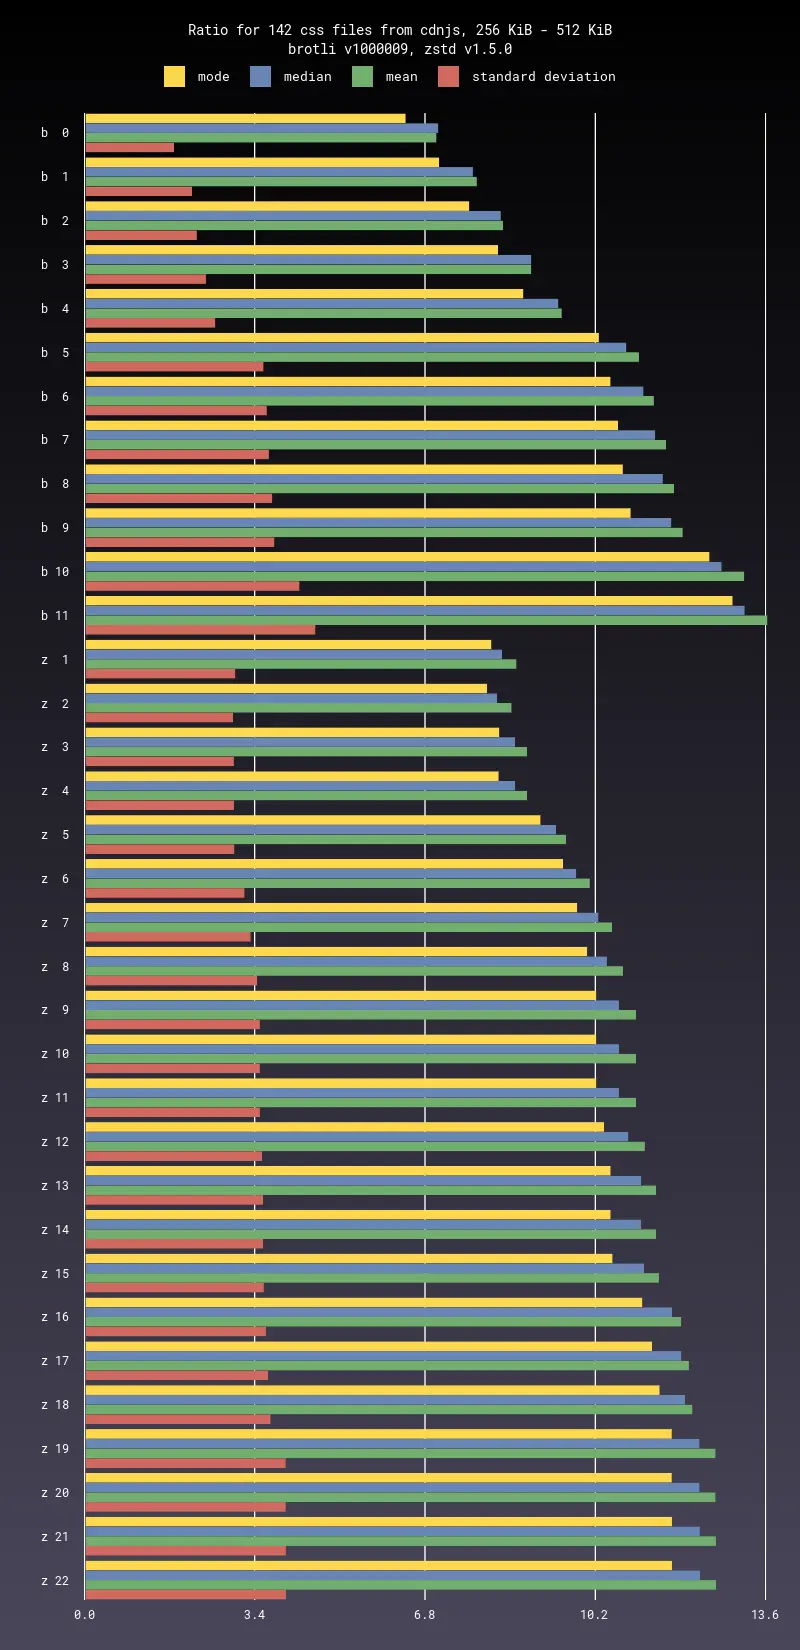 Ratio for 142 css files from cdnjs, 256 KiB - 512 KiB
brotli v1000009, zstd v1.5.0
mode median mean standard deviation
b 0
b 1
b 2
b 3
b 4
b 5
b 6
b 7
b 8
b 9
b 10
b 11
z 1
z 2
z 3
z 4
z 5
z 6
z 7
z 8
z 9
z 10
z 11
z 12
z 13
z 14
z 15
z 16
z 17
z 18
z 19
z 20
z 21
z 22
0.0 3.4 6.8 10.2 13.6